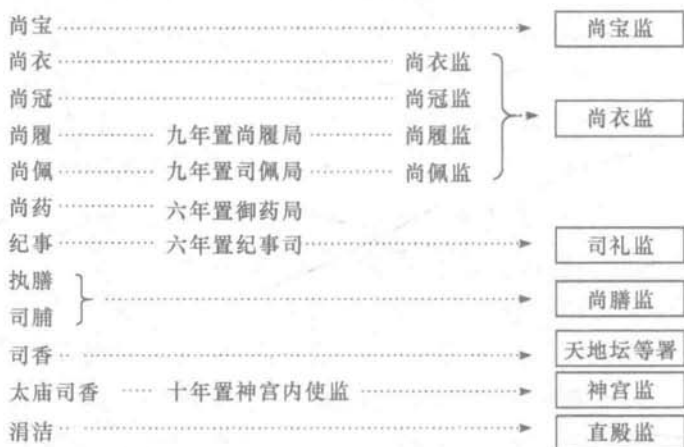 尚宝 尚宝监
尚衣 尚衣监
尚冠 尚冠监
尚衣监
尚履 九年置尚履局 尚履监
尚佩 九年置司佩局 尚佩监
尚药 六年置御药局
纪事 六年置纪事司 司礼监
执膳
尚膳监
司脯
司香 天地坛等署
太庙司香 十年置神宫内使监 神宫监
涓洁 直殿监